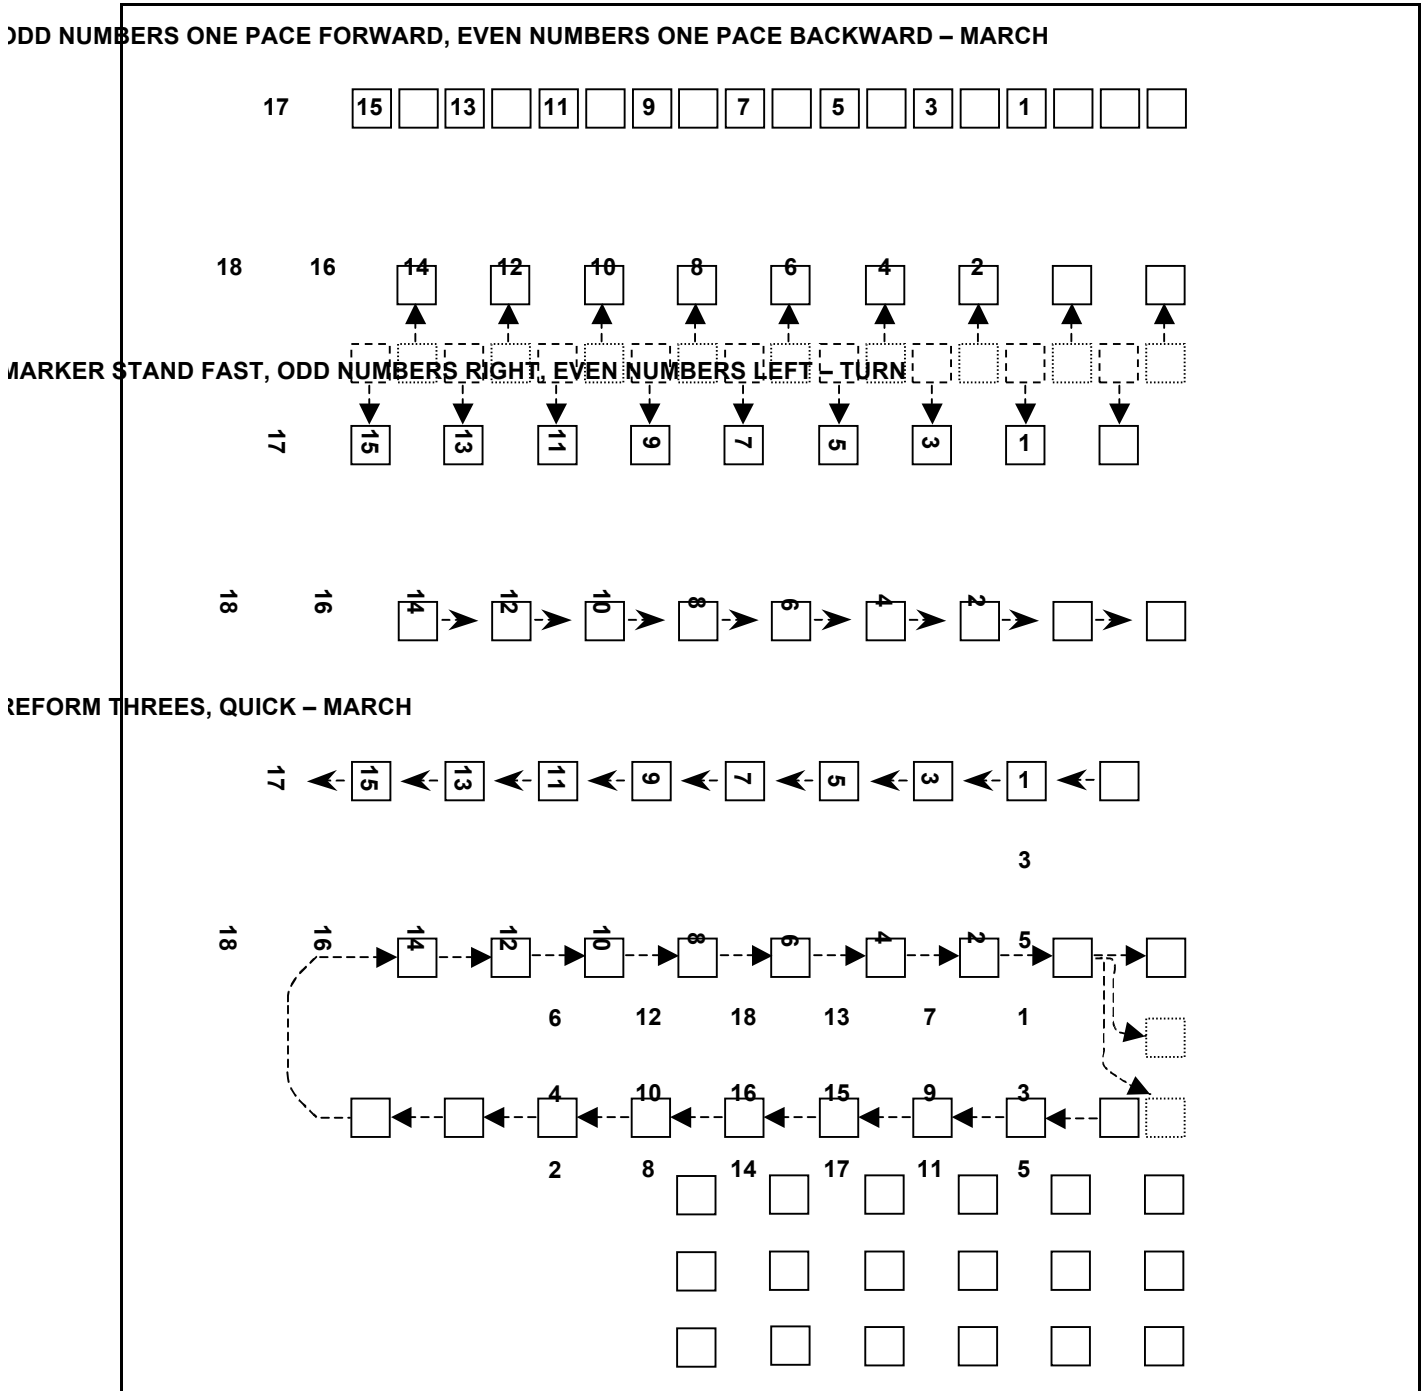 ODD NUMBERS ONE PACE FORWARD, EVEN NUMBERS ONE PACE BACKWARD – MARCH
17 15 13 11 9 7 5 3 1
18 16 14 12 10 8 6 4 2
MARKER STAND FAST, ODD NUMBERS RIGHT, EVEN NUMBERS LEFT – TURN
17 15 13 11 9 7 5 3 1
18 16 14 12 10 8 6 4 2
REFORM THREES, QUICK – MARCH
17 15 13 11 9 7 5 3 1
3
18 16 14 12 10 8 6 4 2 5
6 12 18 13 7 1
4 10 16 15 9 3
2 8 14 17 11 5